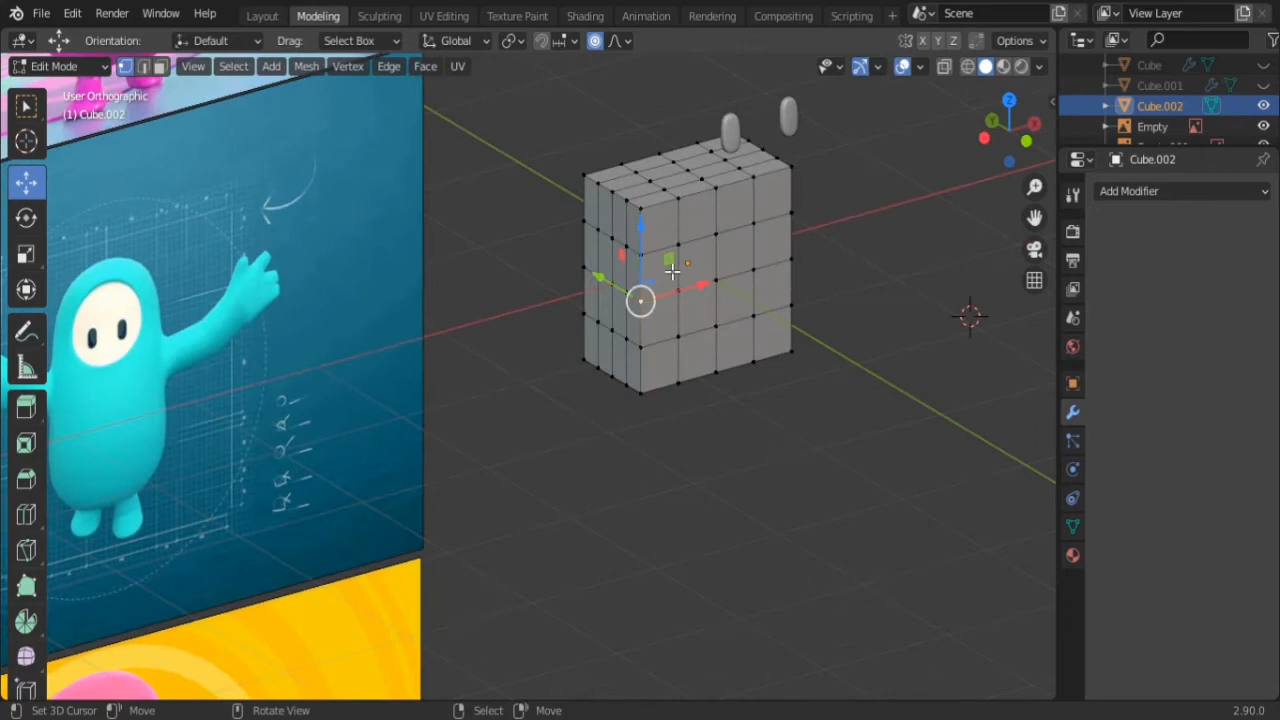 File Edit Render Window Help Layout Modeling Sculpting UV Editing Texture Paint Shading Animation Rendering Compositing Scripting + Scene View Layer
Orientation: Default Drag: Select Box Global X Y Z Options
Edit Mode View Select Add Mesh Vertex Edge Face UV
User Orthographic
(1) Cube.002
Cube
Cube.001
Cube.002
Empty
Cube.002
Add Modifier
Z
Y
X
Set 3D Cursor Move Rotate View Select Move 2.90.0